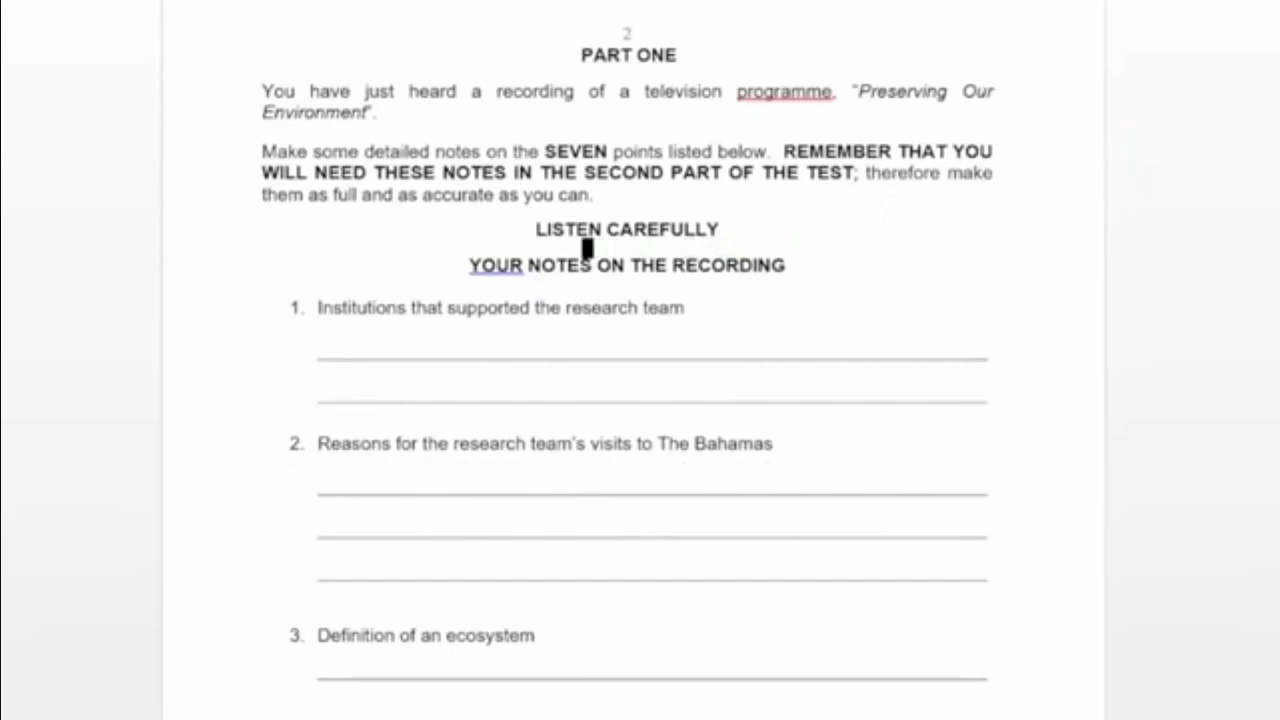 2
PART ONE
You have just heard a recording of a television programme, "Preserving Our
Environment".
Make some detailed notes on the SEVEN points listed below. REMEMBER THAT YOU
WILL NEED THESE NOTES IN THE SECOND PART OF THE TEST; therefore make
them as full and as accurate as you can.
LISTEN CAREFULLY
YOUR NOTES ON THE RECORDING
1. Institutions that supported the research team
2. Reasons for the research team's visits to The Bahamas
3. Definition of an ecosystem